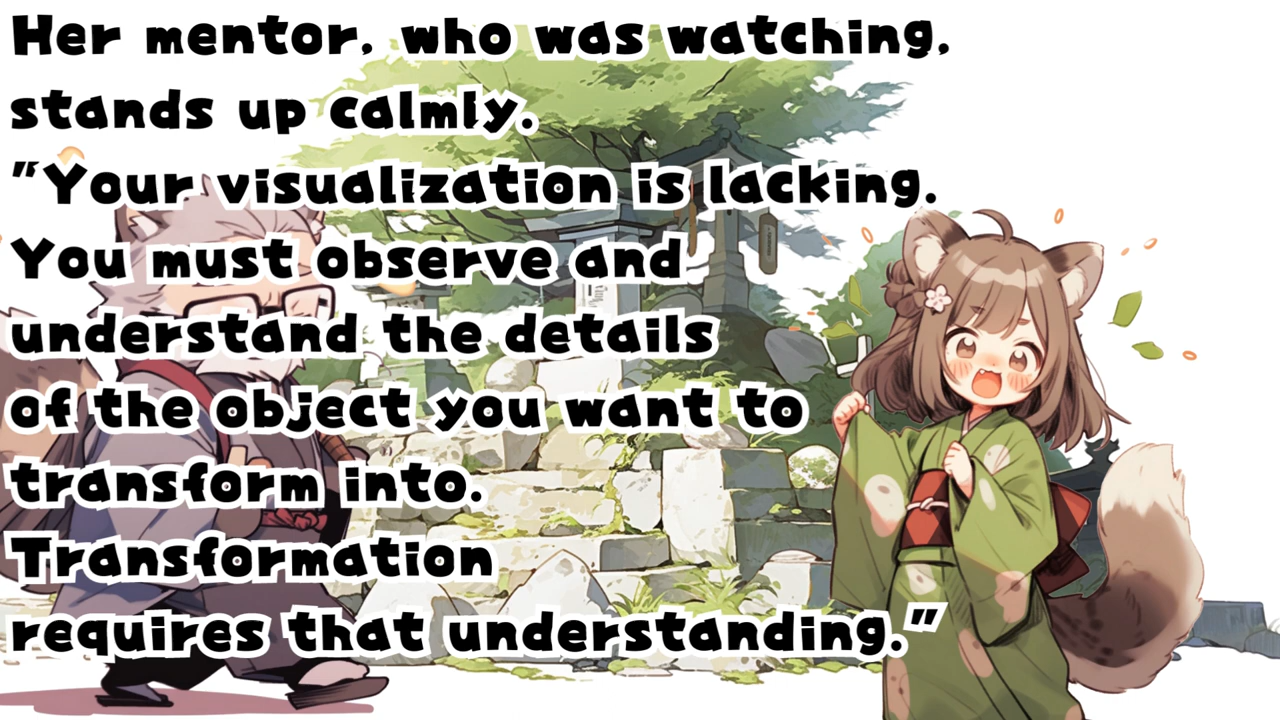 Her mentor, who was watching,
stands up calmly.
"Your visualization is lacking.
You must observe and
understand the details
of the object you want to
transform into.
Transformation
requires that understanding."